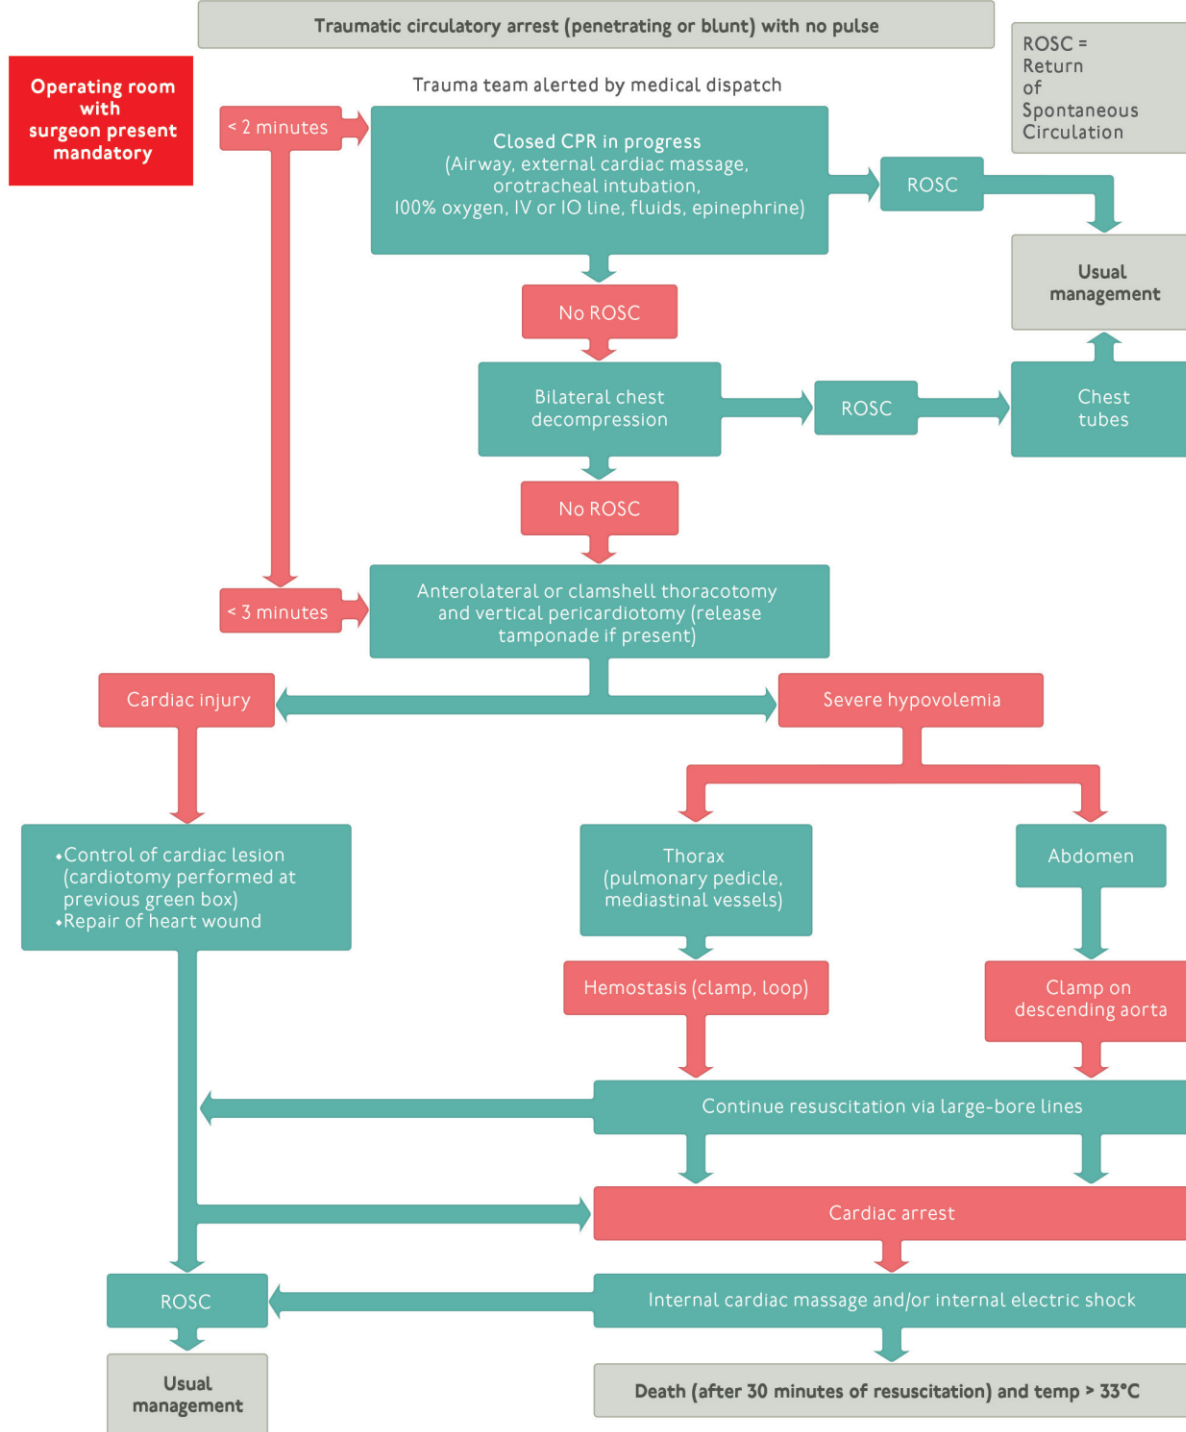 Traumatic circulatory arrest (penetrating or blunt) with no pulse
ROSC =
Return
of
Spontaneous
Circulation
Operating room
with
surgeon present
mandatory
Trauma team alerted by medical dispatch
< 2 minutes
Closed CPR in progress
(Airway, external cardiac massage,
orotracheal intubation,
100% oxygen, IV or IO line, fluids, epinephrine)
ROSC
Usual
management
No ROSC
Bilateral chest
decompression
ROSC
Chest
tubes
No ROSC
< 3 minutes
Anterolateral or clamshell thoracotomy
and vertical pericardiotomy (release
tamponade if present)
Cardiac injury
Severe hypovolemia
•Control of cardiac lesion
(cardiotomy performed at
previous green box)
•Repair of heart wound
Thorax
(pulmonary pedicle,
mediastinal vessels)
Abdomen
Hemostasis (clamp, loop)
Clamp on
descending aorta
Continue resuscitation via large-bore lines
Cardiac arrest
ROSC
Internal cardiac massage and/or internal electric shock
Usual
management
Death (after 30 minutes of resuscitation) and temp > 33°C